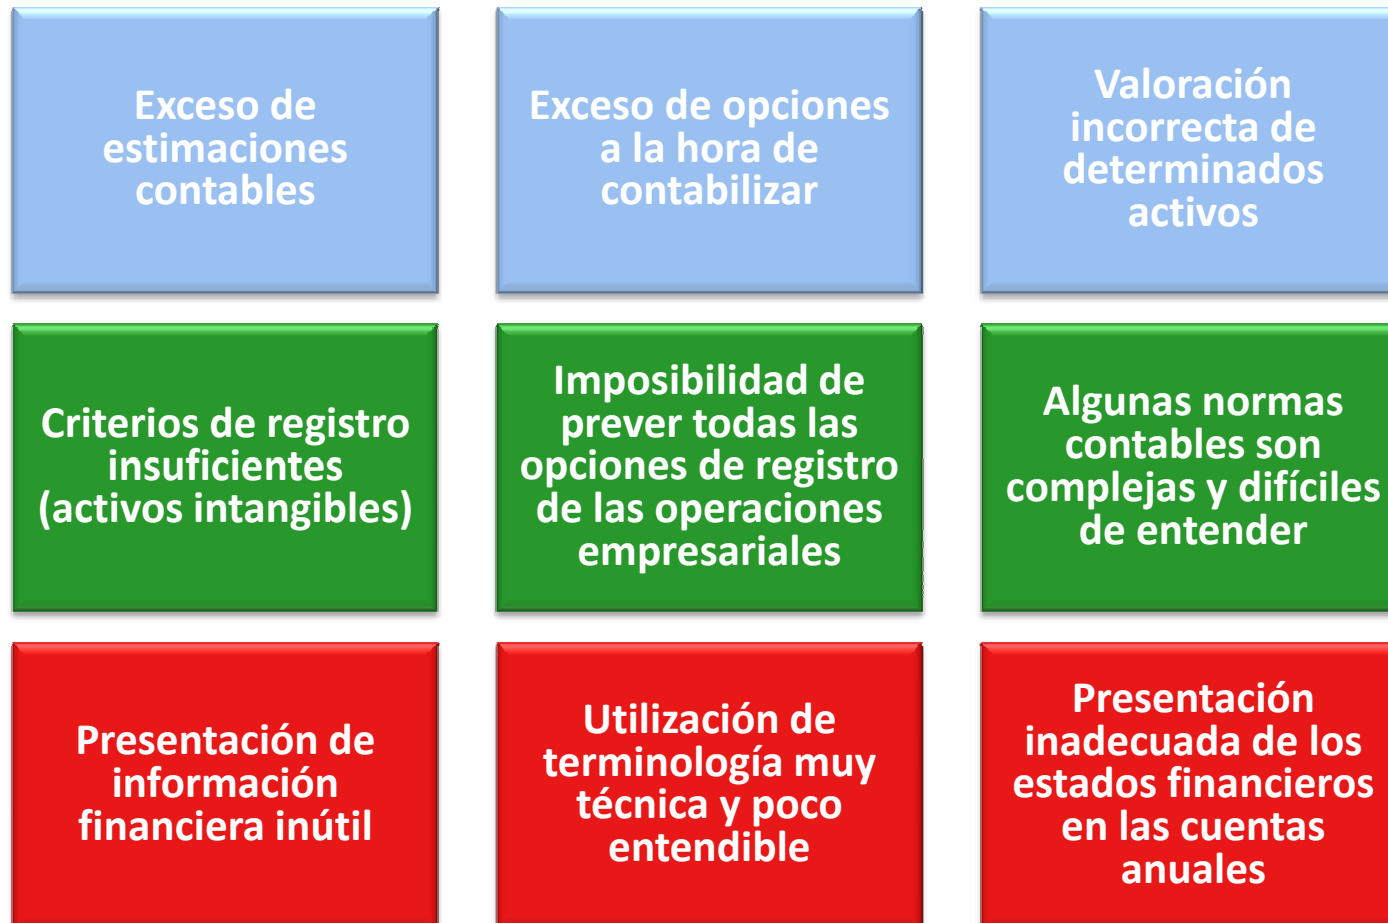 Exceso de
estimaciones
contables
Exceso de opciones
a la hora de
contabilizar
Valoración
incorrecta de
determinados
activos
Criterios de registro
insuficientes
(activos intangibles)
Imposibilidad de
prever todas las
opciones de registro
de las operaciones
empresariales
Algunas normas
contables son
complejas y difíciles
de entender
Presentación de
información
financiera inútil
Utilización de
terminología muy
técnica y poco
entendible
Presentación
inadecuada de los
estados financieros
en las cuentas
anuales